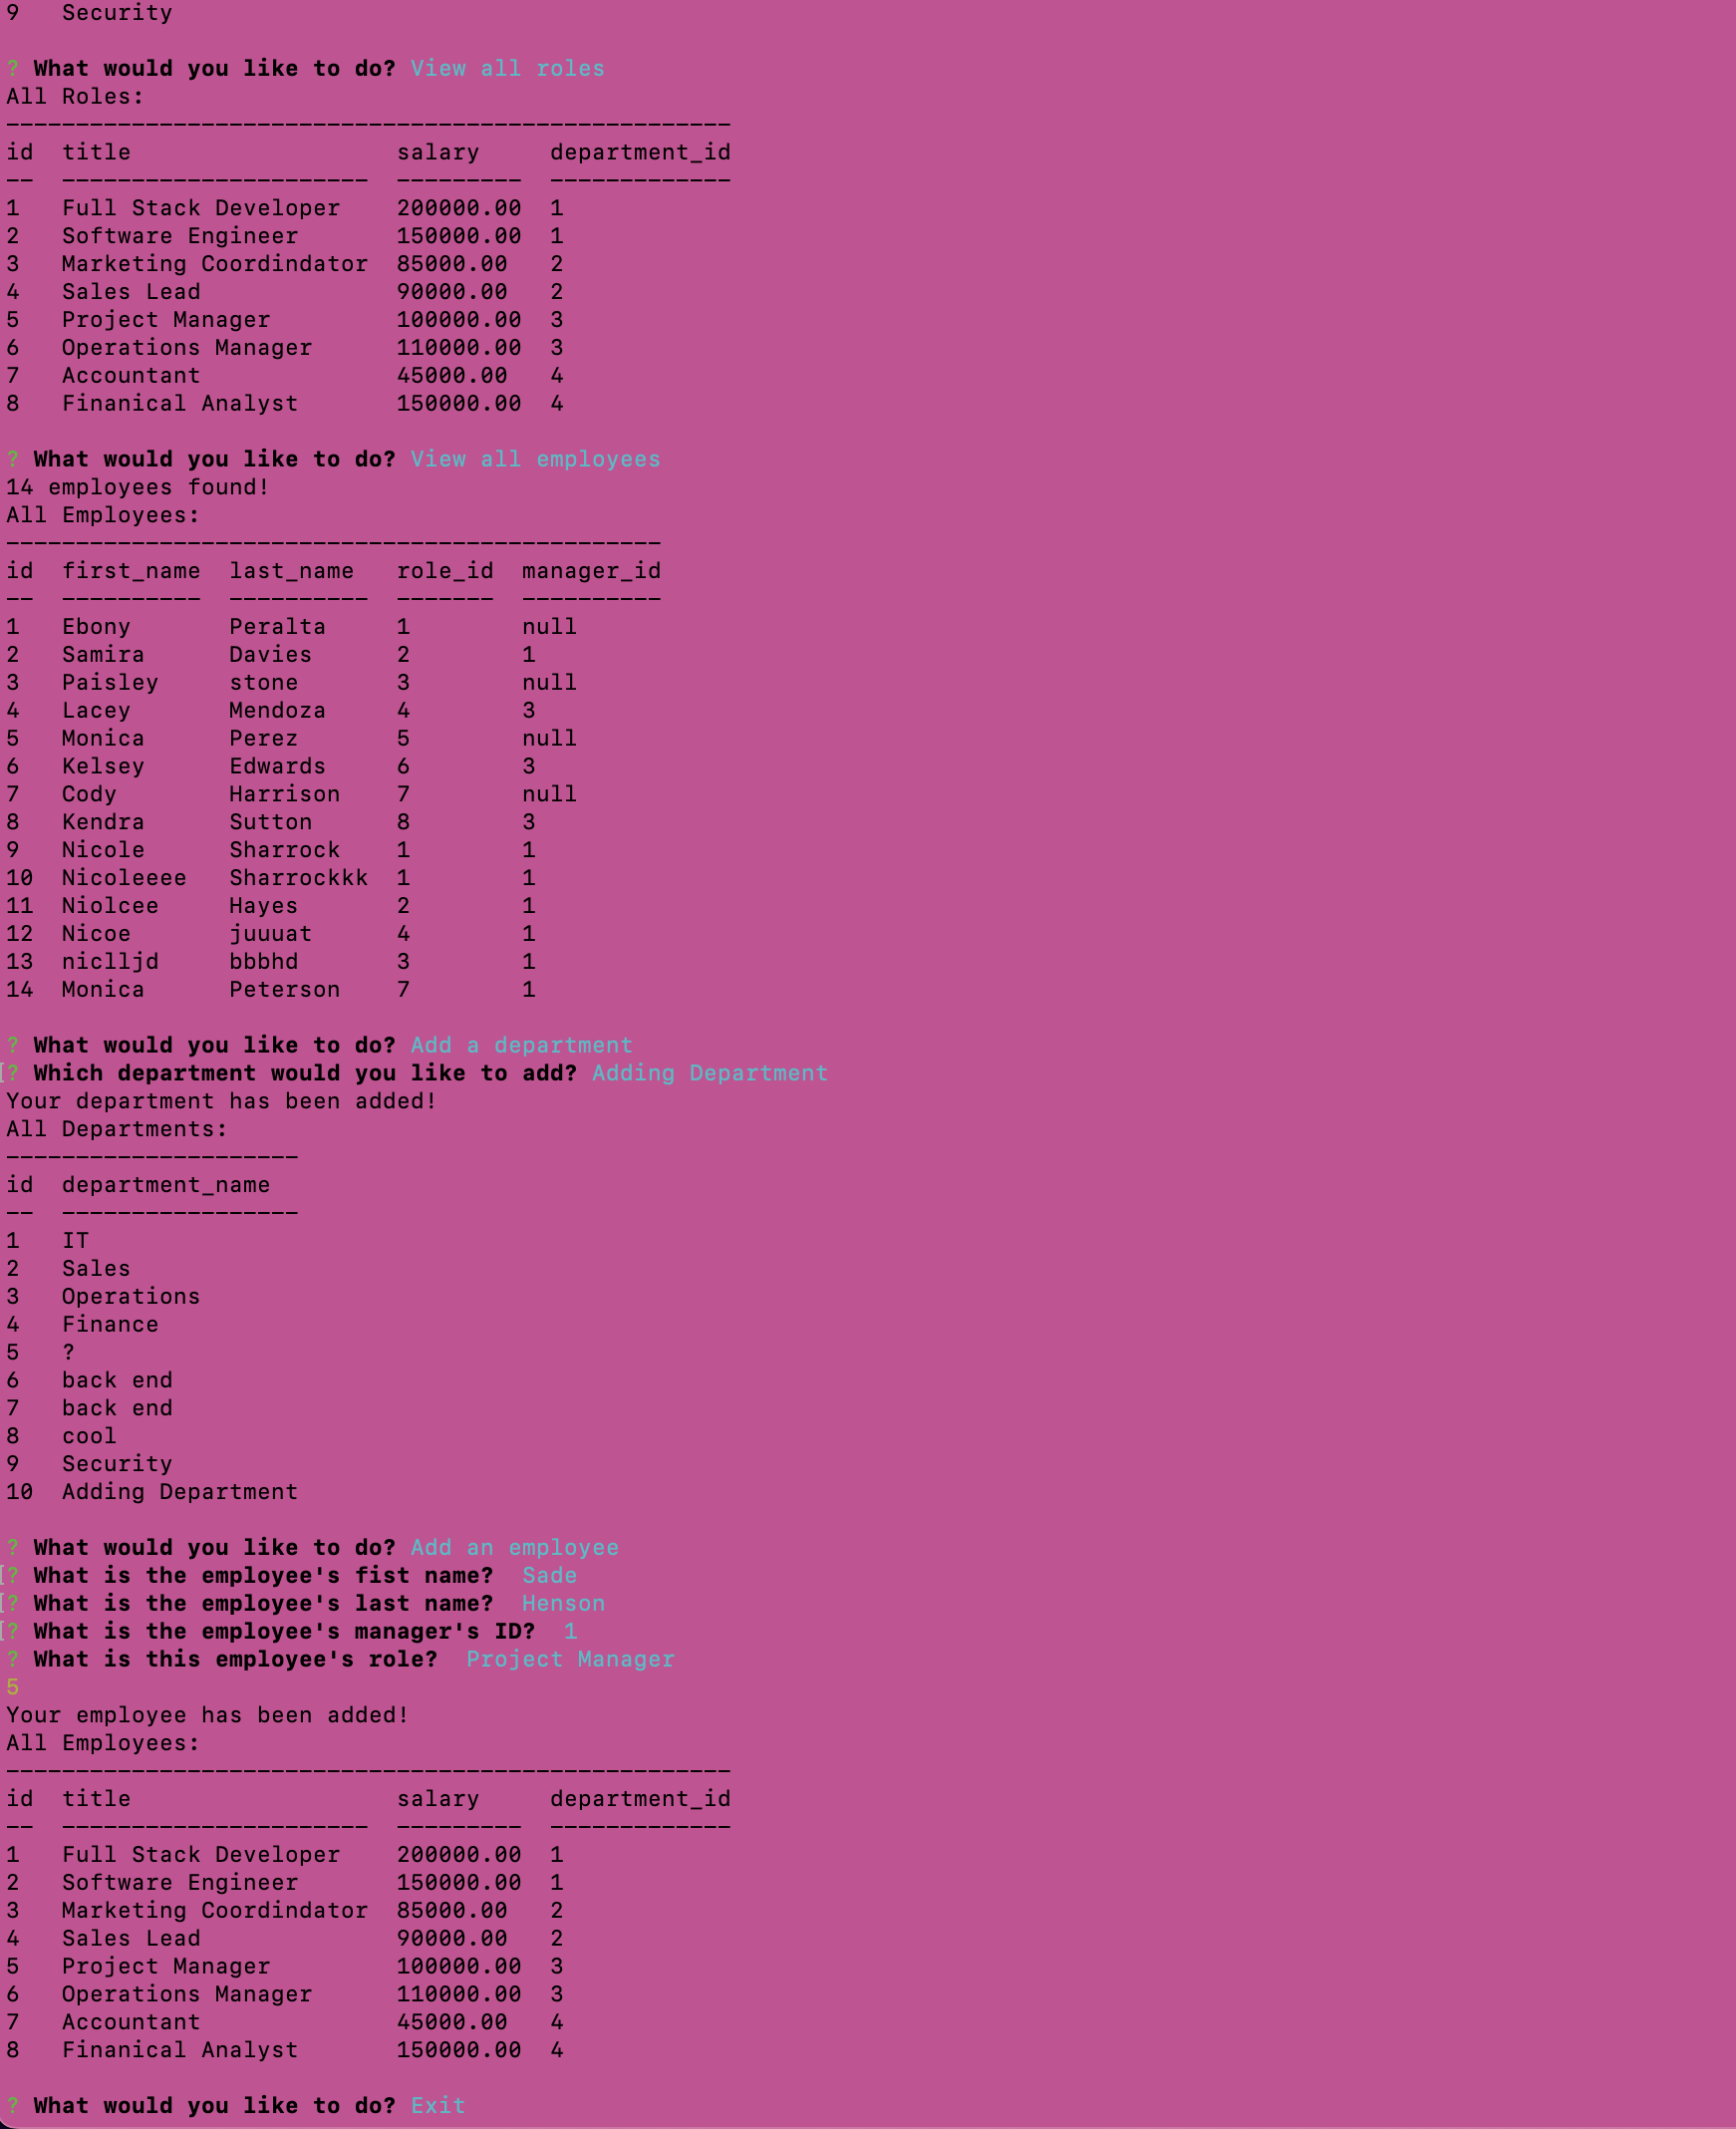 9   Security
? What would you like to do? View all roles
All Roles:
----------------------------------------------------
id  title                   salary     department_id
--  ----------------------  ---------  -------------
1   Full Stack Developer    200000.00  1
2   Software Engineer       150000.00  1
3   Marketing Coordindator  85000.00   2
4   Sales Lead              90000.00   2
5   Project Manager         100000.00  3
6   Operations Manager      110000.00  3
7   Accountant              45000.00   4
8   Finanical Analyst       150000.00  4
? What would you like to do? View all employees
14 employees found!
All Employees:
-----------------------------------------------
id  first_name  last_name   role_id  manager_id
--  ----------  ----------  -------  ----------
1   Ebony       Peralta     1        null
2   Samira      Davies      2        1
3   Paisley     stone       3        null
4   Lacey       Mendoza     4        3
5   Monica      Perez       5        null
6   Kelsey      Edwards     6        3
7   Cody        Harrison    7        null
8   Kendra      Sutton      8        3
9   Nicole      Sharrock    1        1
10  Nicoleeee   Sharrockkk  1        1
11  Niolcee     Hayes       2        1
12  Nicoe       juuuat      4        1
13  niclljd     bbbhd       3        1
14  Monica      Peterson    7        1
? What would you like to do? Add a department
[? Which department would you like to add? Adding Department
Your department has been added!
All Departments:
---------------------
id  department_name
--  -----------------
1   IT
2   Sales
3   Operations
4   Finance
5   ?
6   back end
7   back end
8   cool
9   Security
10  Adding Department
? What would you like to do? Add an employee
[? What is the employee's fist name?  Sade
[? What is the employee's last name?  Henson
[? What is the employee's manager's ID?  1
? What is this employee's role?  Project Manager
5
Your employee has been added!
All Employees:
----------------------------------------------------
id  title                   salary     department_id
--  ----------------------  ---------  -------------
1   Full Stack Developer    200000.00  1
2   Software Engineer       150000.00  1
3   Marketing Coordindator  85000.00   2
4   Sales Lead              90000.00   2
5   Project Manager         100000.00  3
6   Operations Manager      110000.00  3
7   Accountant              45000.00   4
8   Finanical Analyst       150000.00  4
? What would you like to do? Exit